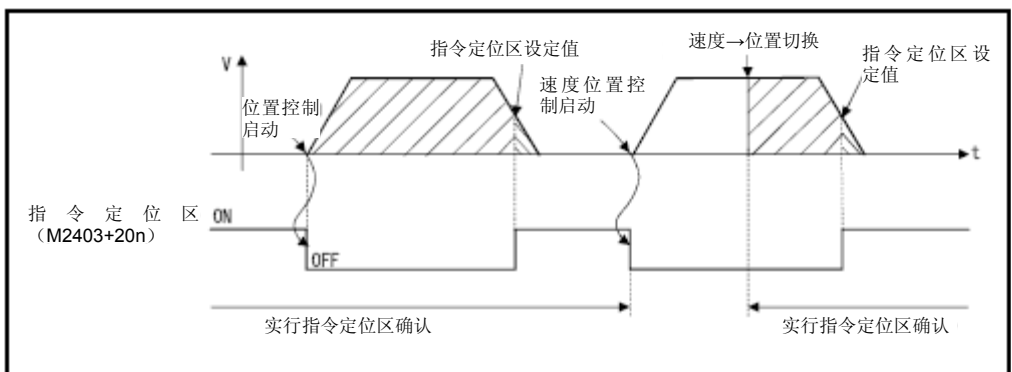 指令定位区设定值
速度→位置切换
指令定位区设
定值
V
位置控制
启动
速度位置控
制启动
t
指令定位区
（M2403+20n）
ON
OFF
实行指令定位区确认
实行指令定位区确认